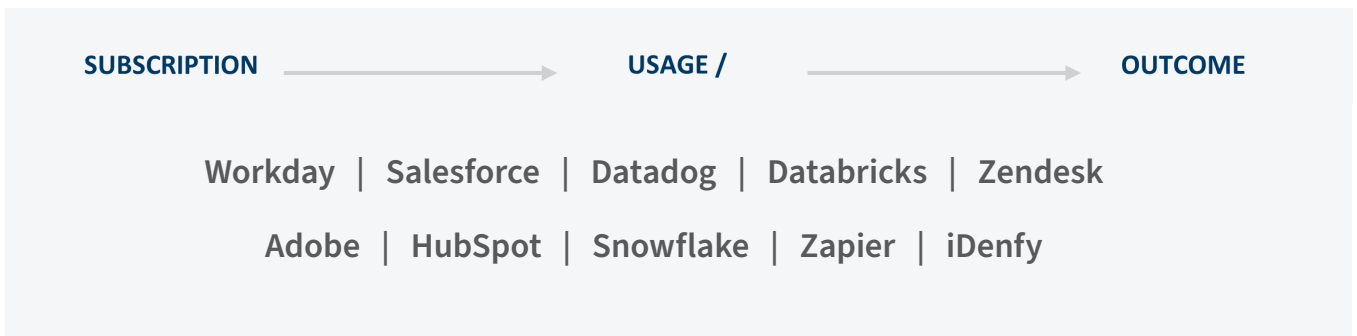 SUBSCRIPTION USAGE / OUTCOME
Workday | Salesforce | Datadog | Databricks | Zendesk
Adobe | HubSpot | Snowflake | Zapier | iDenfy